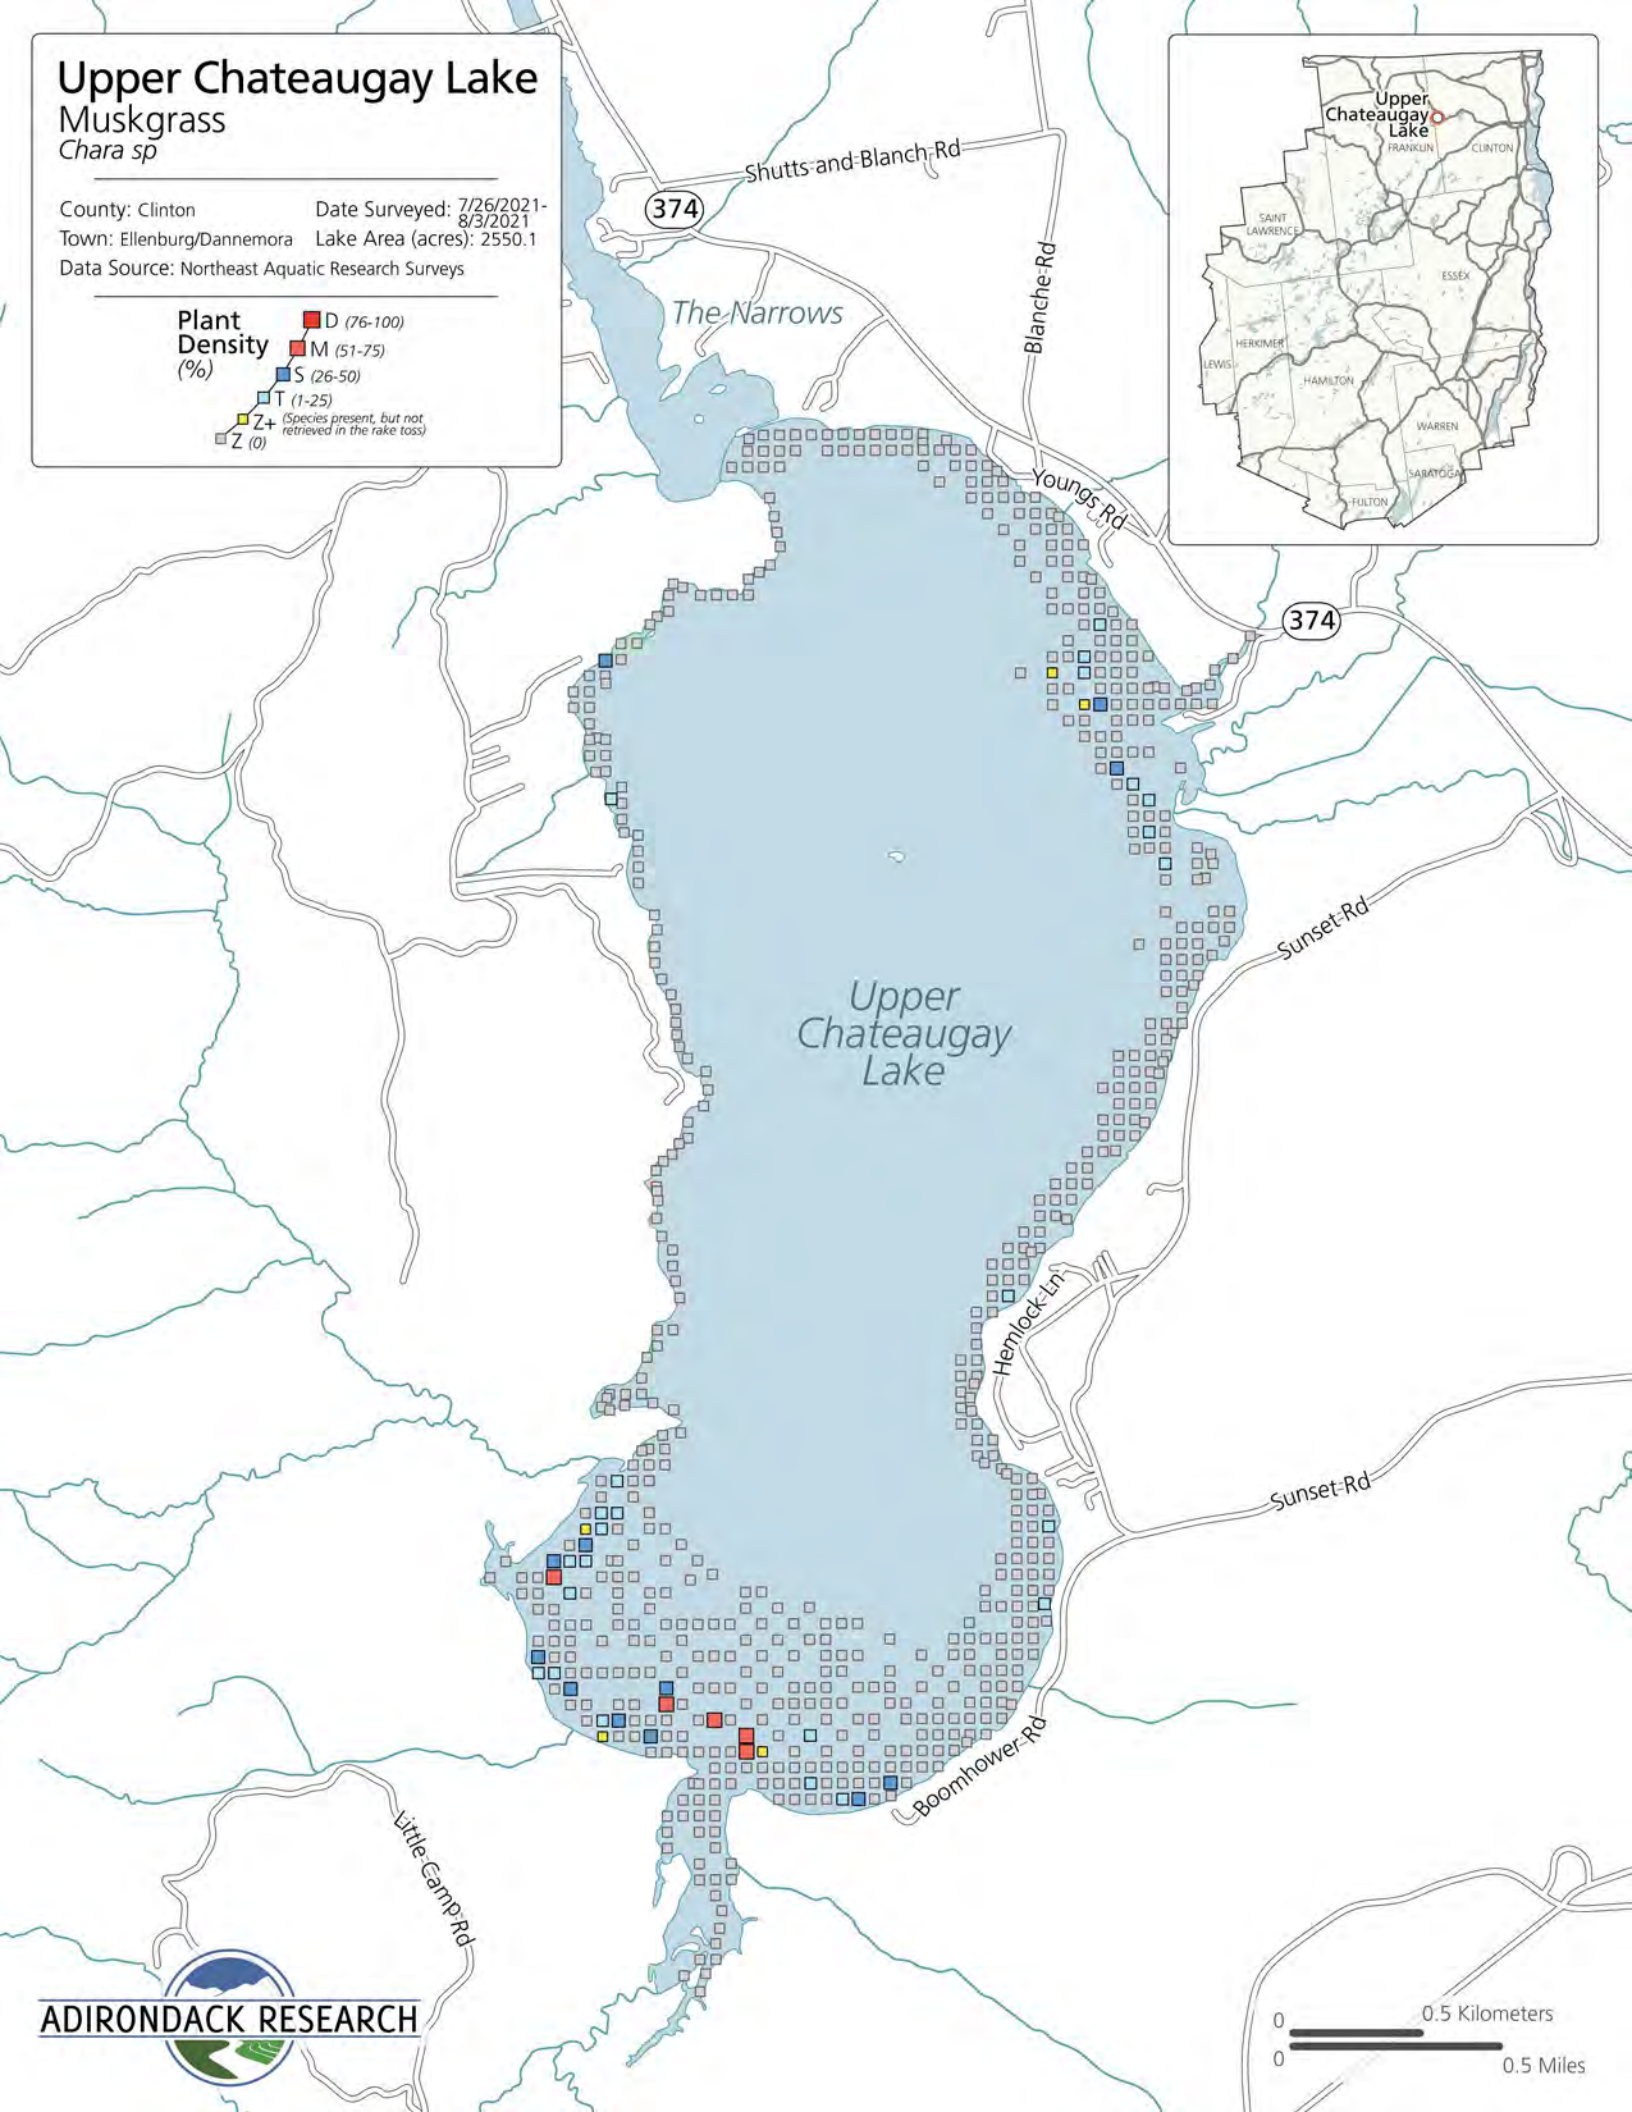 Upper Chateaugay Lake
Muskgrass
Chara sp
County: Clinton
Date Surveyed: 7/26/2021-
8/3/2021
Town: Ellenburg/Dannemora
Lake Area (acres): 2550.1
Data Source: Northeast Aquatic Research Surveys
Plant
Density
(%)
D (76-100)
M (51-75)
S (26-50)
T (1-25)
Z+ (Species present, but not
retrieved in the rake toss)
Z (0)
Upper
Chateaugay
Lake
FRANKLIN
CLINTON
SAINT
LAWRENCE
ESSEX
HERKIMER
LEWIS
HAMILTON
WARREN
SARATOGA
FULTON
Shutts-and-Blanch-Rd
374
The Narrows
Blanche-Rd
Youngs Rd
374
Sunset-Rd
Upper
Chateaugay
Lake
Hemlock-Ln
Sunset-Rd
Boomhower-Rd
Little-Camp-Rd
ADIRONDACK RESEARCH
0
0.5 Kilometers
0
0.5 Miles